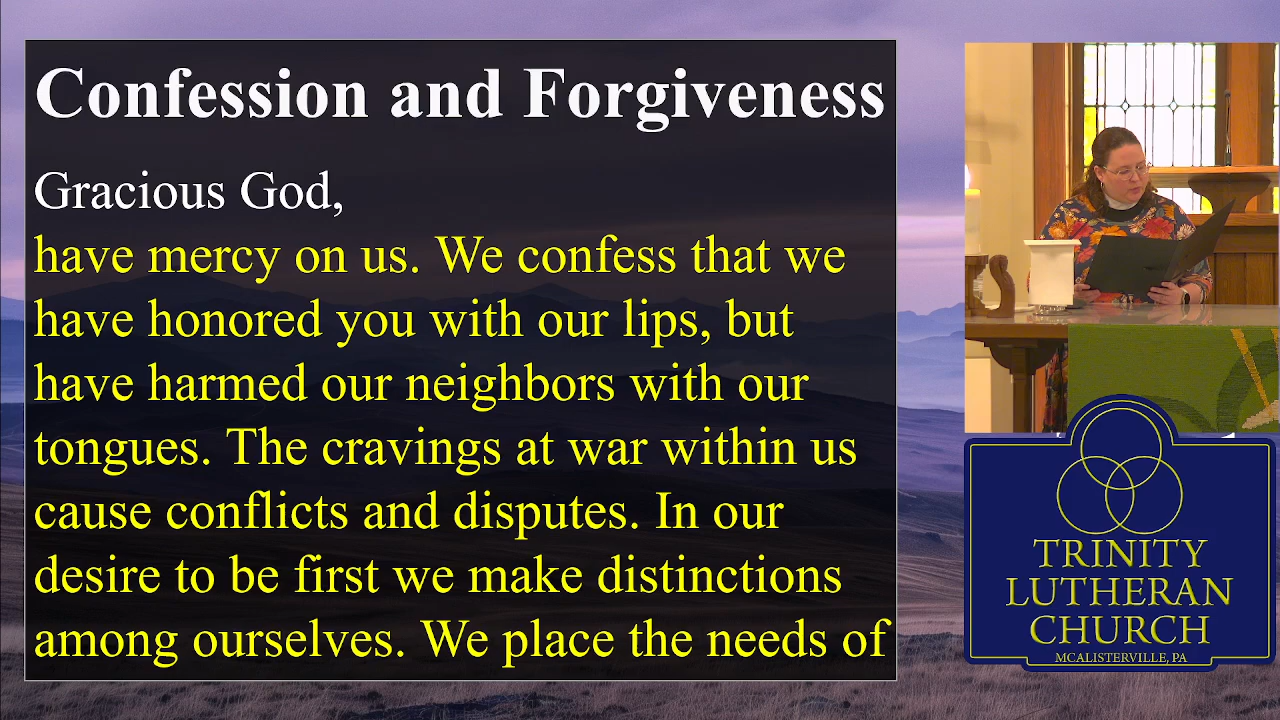 Confession and Forgiveness
Gracious God,
have mercy on us. We confess that we
have honored you with our lips, but
have harmed our neighbors with our
tongues. The cravings at war within us
cause conflicts and disputes. In our
desire to be first we make distinctions
among ourselves. We place the needs of
TRINITY
LUTHERAN
CHURCH
MCALISTERVILLE, PA